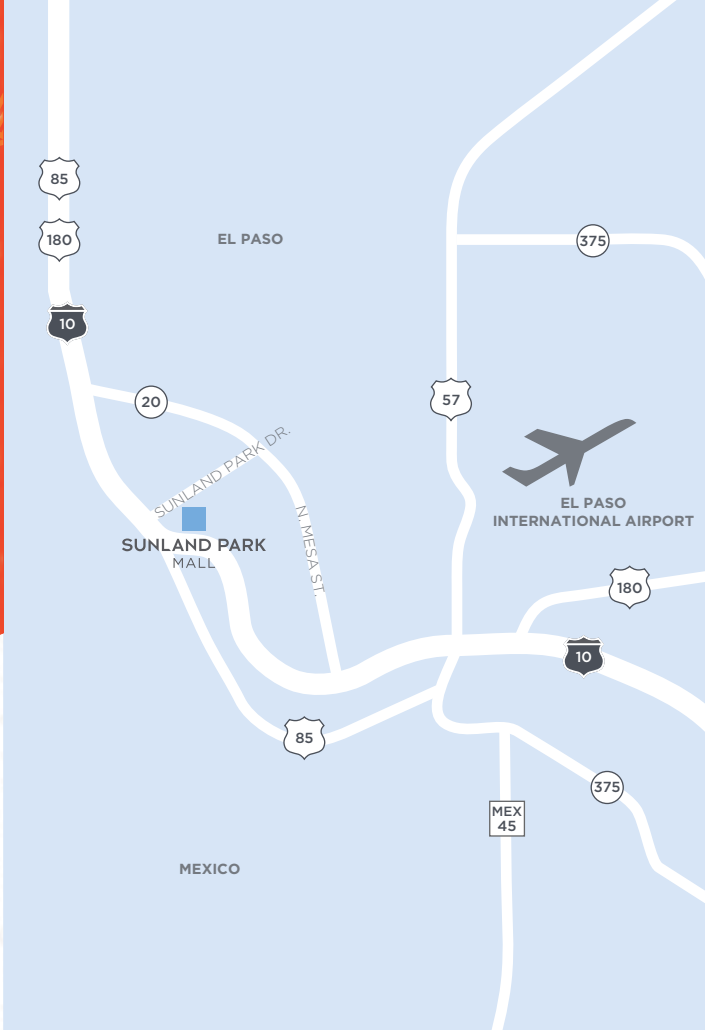 85
180
EL PASO
375
10
20
57
SUNLAND PARK DR.
EL PASO
INTERNATIONAL AIRPORT
N. MESA ST.
SUNLAND PARK
MALL
180
10
85
375
MEX
45
MEXICO